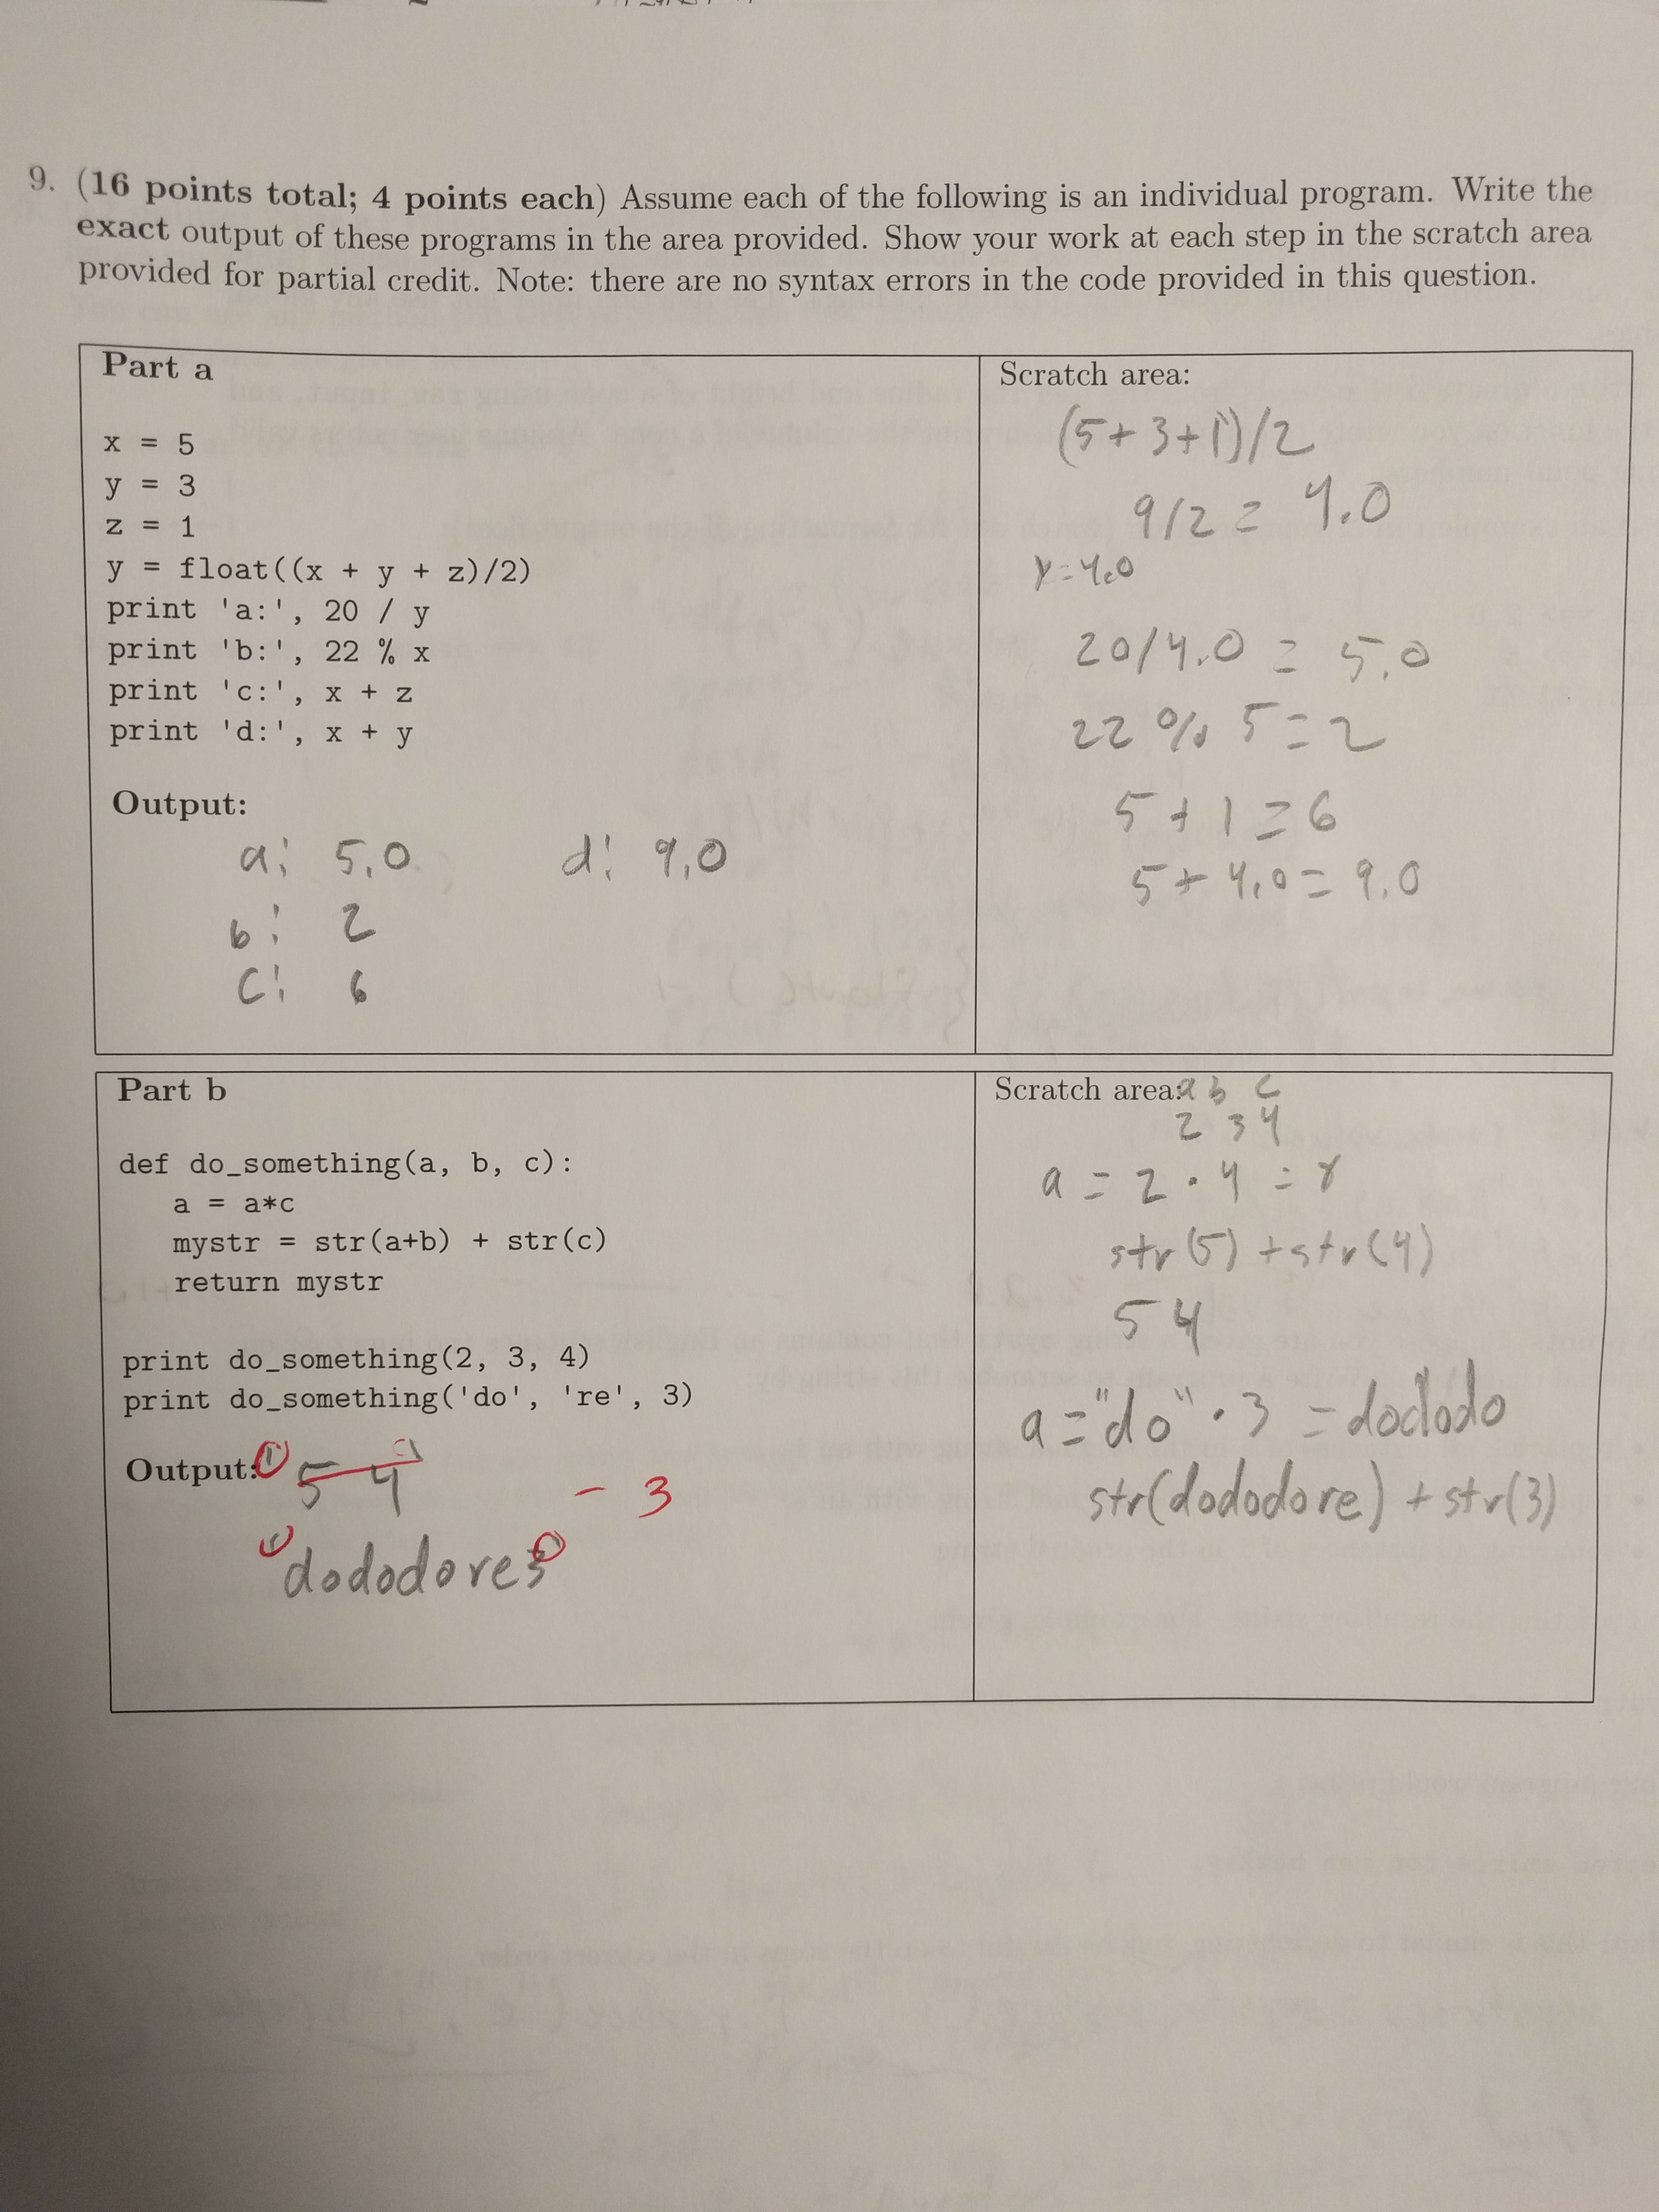 9. (16 points total; 4 points each) Assume each of the following is an individual program. Write the
exact output of these programs in the area provided. Show your work at each step in the scratch area
provided for partial credit. Note: there are no syntax errors in the code provided in this question.
Part a
x = 5
y = 3
z = 1
y = float((x + y + z)/2)
print 'a:', 20 / y
print 'b:', 22 % x
print 'c:', x + z
print 'd:', x + y
Output:
a: 5.0 d: 9.0
b: 2
c: 6
Scratch area:
(5+3+1)/2
9/2 = 4.0
y=4.0
20/4.0 = 5.0
22 % 5 = 2
5 + 1 = 6
5 + 4.0 = 9.0
Part b
def do_something(a, b, c):
a = a*c
mystr = str(a+b) + str(c)
return mystr
print do_something(2, 3, 4)
print do_something('do', 're', 3)
Output:
5 4
- 3
dododore3
Scratch area: a b c
2 3 4
a = 2 · 4 = 8
str(5) + str(4)
5 4
a = "do" · 3 = dododo
str(dododore) + str(3)